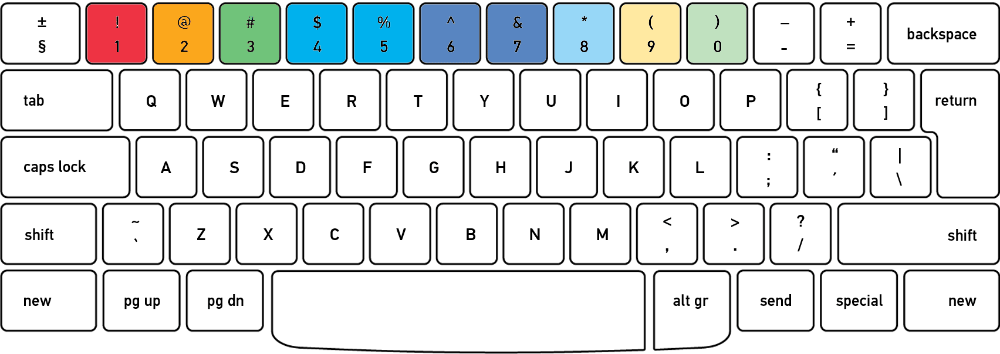 ± ! @ # $ % ^ & * ( ) – +
§ 1 2 3 4 5 6 7 8 9 0 - = backspace
tab Q W E R T Y U I O P { [ } ] return
caps lock A S D F G H J K L : ; “ ′ | \
shift ~ ` Z X C V B N M < , > . ? / shift
new pg up pg dn alt gr send special new